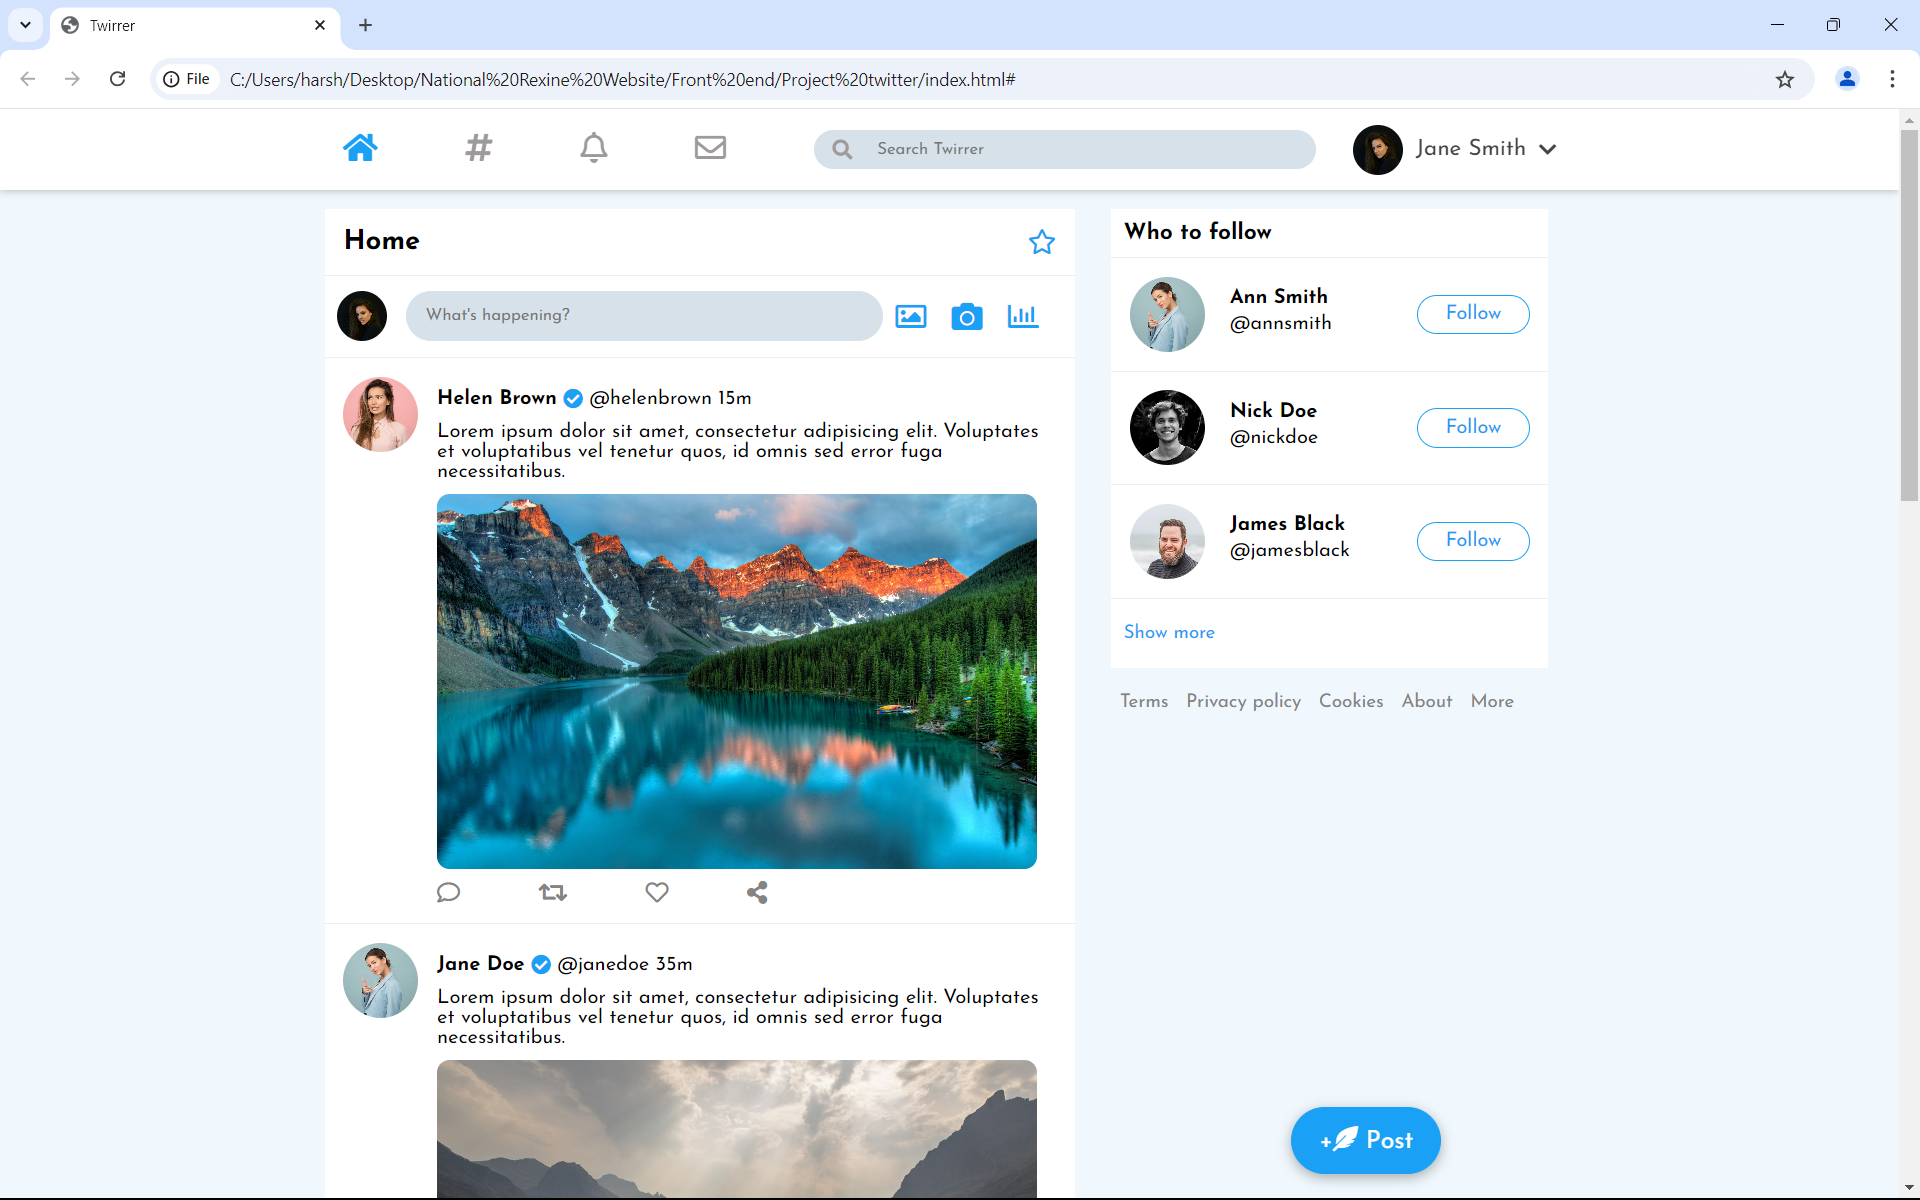 Twirrer
File
C:/Users/harsh/Desktop/National%20Rexine%20Website/Front%20end/Project%20twitter/index.html#
#
Search Twirrer
Jane Smith
Home
What's happening?
Helen Brown @helenbrown 15m
Lorem ipsum dolor sit amet, consectetur adipisicing elit. Voluptates
et voluptatibus vel tenetur quos, id omnis sed error fuga
necessitatibus.
Jane Doe @janedoe 35m
Lorem ipsum dolor sit amet, consectetur adipisicing elit. Voluptates
et voluptatibus vel tenetur quos, id omnis sed error fuga
necessitatibus.
Who to follow
Ann Smith
@annsmith
Follow
Nick Doe
@nickdoe
Follow
James Black
@jamesblack
Follow
Show more
Terms Privacy policy Cookies About More
+ Post